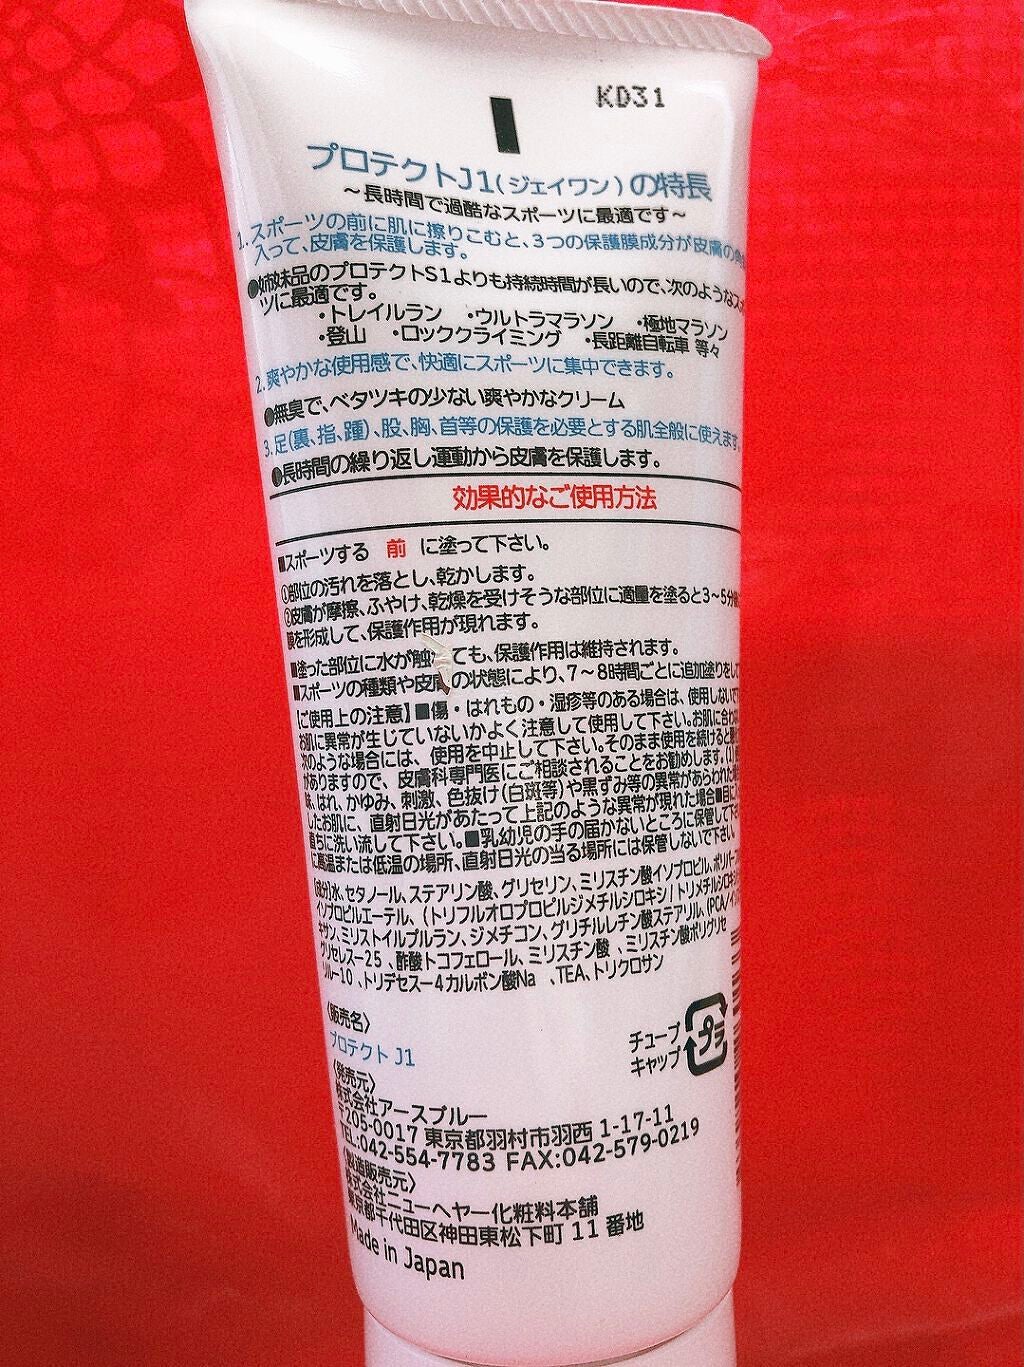 KD31
プロテクトJ1(ジェイワン)の特長
～長時間で過酷なスポーツに最適です～
1.スポーツの前に肌に擦りこむと、3つの保護膜成分が皮膚の
入って、皮膚を保護します。
●姉妹品のプロテクトS1よりも持続時間が長いので、次のような
ツに最適です。
・トレイルラン ・ウルトラマラソン ・極地マラソン
・登山 ・ロッククライミング ・長距離自転車 等々
2.爽やかな使用感で、快適にスポーツに集中できます。
●無臭で、ベタツキの少ない爽やかなクリーム
3.足(裏、指、踵)、股、胸、首等の保護を必要とする肌全般に使えます。
●長時間の繰り返し運動から皮膚を保護します。
効果的なご使用方法
■スポーツする 前 に塗って下さい。
①部位の汚れを落とし、乾かします。
②皮膚が摩擦、ふやけ、乾燥を受けそうな部位に適量を塗ると3～5分
膜を形成して、保護作用が現れます。
■塗った部位に水が触 ても、保護作用は維持されます。
■スポーツの種類や皮膚の状態により、7～8時間ごとに追加塗りをし
【ご使用上の注意】■傷・はれもの・湿疹等のある場合は、使用しないで
お肌に異常が生じていないかよく注意して使用して下さい。お肌に合わ
次のような場合には、使用を中止して下さい。そのまま使用を続けると
がありますので、皮膚科専門医にご相談されることをお勧めします。(1)
味、はれ、かゆみ、刺激、色抜け(白斑等)や黒ずみ等の異常があらわれた
したお肌に、直射日光があたって上記のような異常が現れた場合■目に
直ちに洗い流して下さい。■乳幼児の手の届かないところに保管して下
に高温または低温の場所、直射日光の当る場所には保管しないで下さい。
【成分】水、セタノール、ステアリン酸、グリセリン、ミリスチン酸イソプロピル、ポリパー
イソプロピルエーテル、(トリフルオロプロピルジメチルシロキシ/トリメチルシロキシ
キサン、ミリストイルプルラン、ジメチコン、グリチルレチン酸ステアリル、(PCA/イ
グリセレス－25、酢酸トコフェロール、ミリスチン酸、ミリスチン酸ポリグリセ
リル－10、トリデセス－4カルボン酸Na 、TEA、トリクロサン
〈販売名〉
プロテクト J1
チューブ
キャップ
プラ
〈発売元〉
株式会社アースブルー
〒205-0017 東京都羽村市羽西 1-17-11
TEL:042-554-7783 FAX:042-579-0219
〈製造販売元〉
株式会社ニューヘヤー化粧料本舗
東京都千代田区神田東松下町 11 番地
Made in Japan